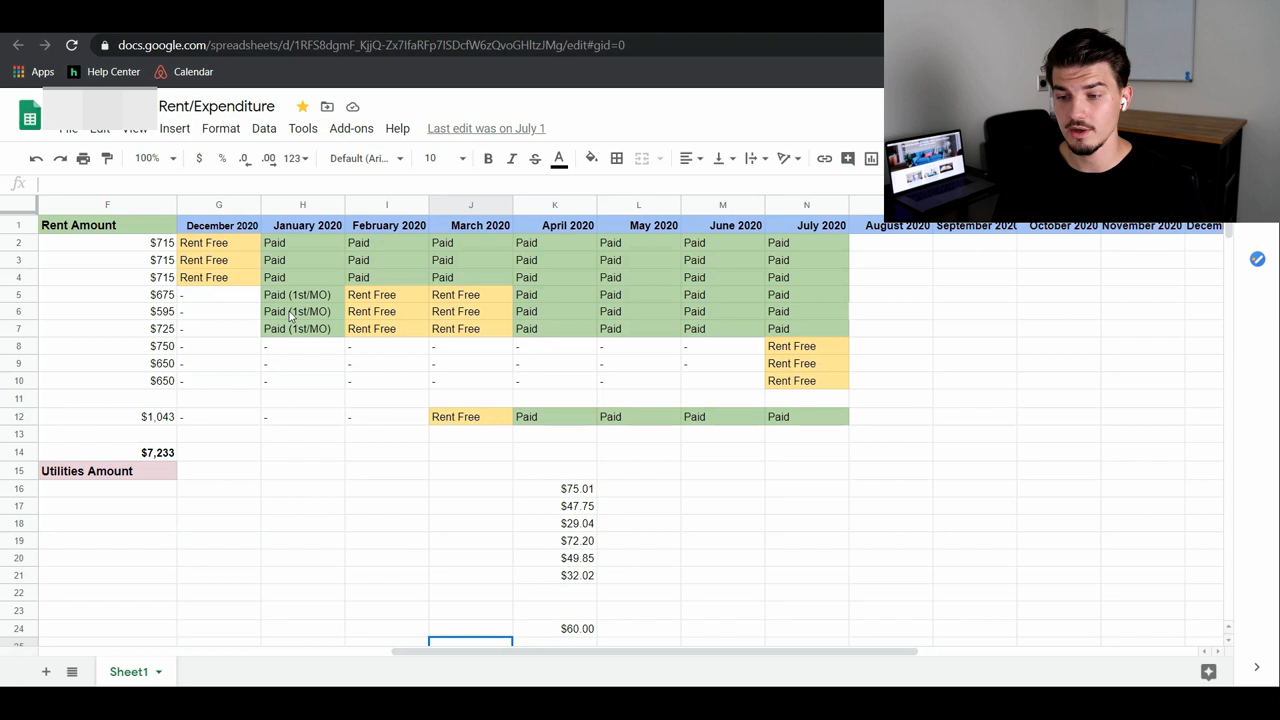 docs.google.com/spreadsheets/d/1RFS8dgmF_KjjQ-Zx7IfaRFp7ISDcfW6zQvoGHltzJMg/edit#gid=0
Apps Help Center Calendar
Rent/Expenditure
File Edit View Insert Format Data Tools Add-ons Help Last edit was on July 1
100% $ % .0 .00 123 Default (Ari... 10 B I S A
fx
F G H I J K L M N
1 Rent Amount December 2020 January 2020 February 2020 March 2020 April 2020 May 2020 June 2020 July 2020 August 2020 September 2020 October 2020 November 2020 Decem
2 $715 Rent Free Paid Paid Paid Paid Paid Paid Paid
3 $715 Rent Free Paid Paid Paid Paid Paid Paid Paid
4 $715 Rent Free Paid Paid Paid Paid Paid Paid Paid
5 $675 - Paid (1st/MO) Rent Free Rent Free Paid Paid Paid Paid
6 $595 - Paid (1st/MO) Rent Free Rent Free Paid Paid Paid Paid
7 $725 - Paid (1st/MO) Rent Free Rent Free Paid Paid Paid Paid
8 $750 - - - - - - - Rent Free
9 $650 - - - - - - - Rent Free
10 $650 - - - - - - Rent Free
11
12 $1,043 - - - Rent Free Paid Paid Paid Paid
13
14 $7,233
15 Utilities Amount
16 $75.01
17 $47.75
18 $29.04
19 $72.20
20 $49.85
21 $32.02
22
23
24 $60.00
25
Sheet1